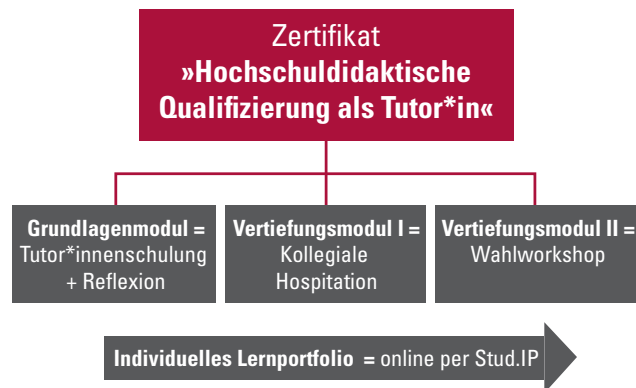 Zertifikat
»Hochschuldidaktische
Qualifizierung als Tutor*in«
Grundlagenmodul =
Tutor*innenschulung
+ Reflexion
Vertiefungsmodul I =
Kollegiale
Hospitation
Vertiefungsmodul II =
Wahlworkshop
Individuelles Lernportfolio = online per Stud.IP